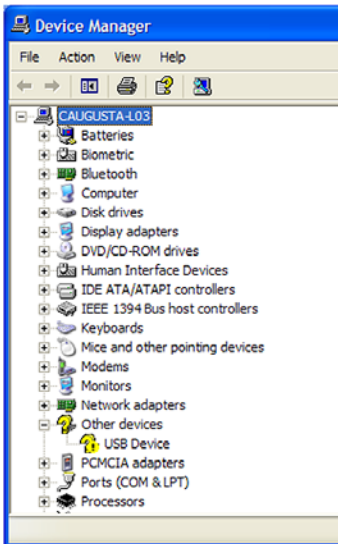 Device Manager
File Action View Help
CAUGUSTA-L03
Batteries
Biometric
Bluetooth
Computer
Disk drives
Display adapters
DVD/CD-ROM drives
Human Interface Devices
IDE ATA/ATAPI controllers
IEEE 1394 Bus host controllers
Keyboards
Mice and other pointing devices
Modems
Monitors
Network adapters
Other devices
USB Device
PCMCIA adapters
Ports (COM & LPT)
Processors